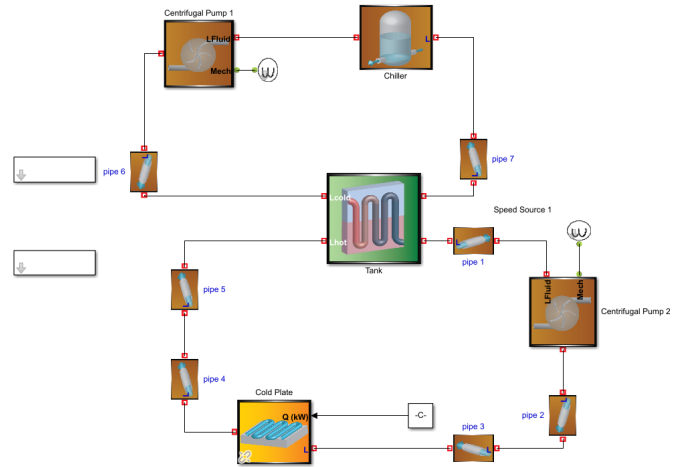 Centrifugal Pump 1
LFluid
Mech
L
Chiller
L
pipe 6
L
pipe 7
Lcold
Lhot
Tank
Speed Source 1
L
pipe 1
LFluid
Mech
Centrifugal Pump 2
L
pipe 5
L
pipe 4
Cold Plate
Q (kW)
L
-C-
pipe 3
L
pipe 2
L